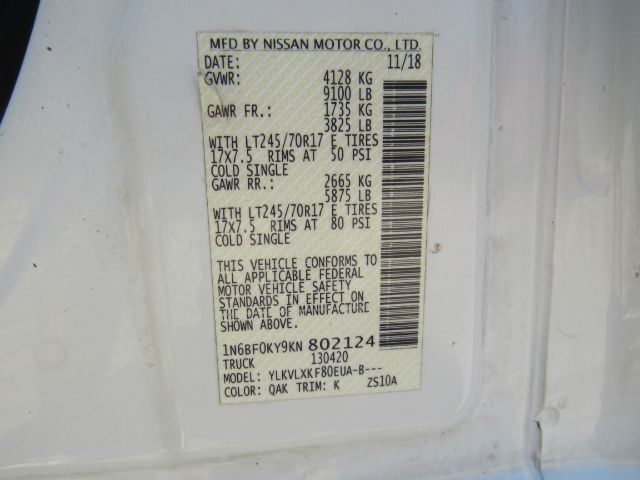 MFD BY NISSAN MOTOR CO., LTD.
DATE: 11/18
GVWR: 4128 KG
9100 LB
GAWR FR.: 1735 KG
3825 LB
WITH LT245/70R17 E TIRES
17X7.5 RIMS AT 50 PSI
COLD SINGLE
GAWR RR.: 2665 KG
5875 LB
WITH LT245/70R17 E TIRES
17X7.5 RIMS AT 80 PSI
COLD SINGLE
THIS VEHICLE CONFORMS TO
ALL APPLICABLE FEDERAL
MOTOR VEHICLE SAFETY
STANDARDS IN EFFECT ON
THE DATE OF MANUFACTURE
SHOWN ABOVE.
1N6BF0KY9KN 802124
TRUCK 130420
MODEL: YLKVLXKF80EUA-B---
COLOR: QAK TRIM: K ZS10A